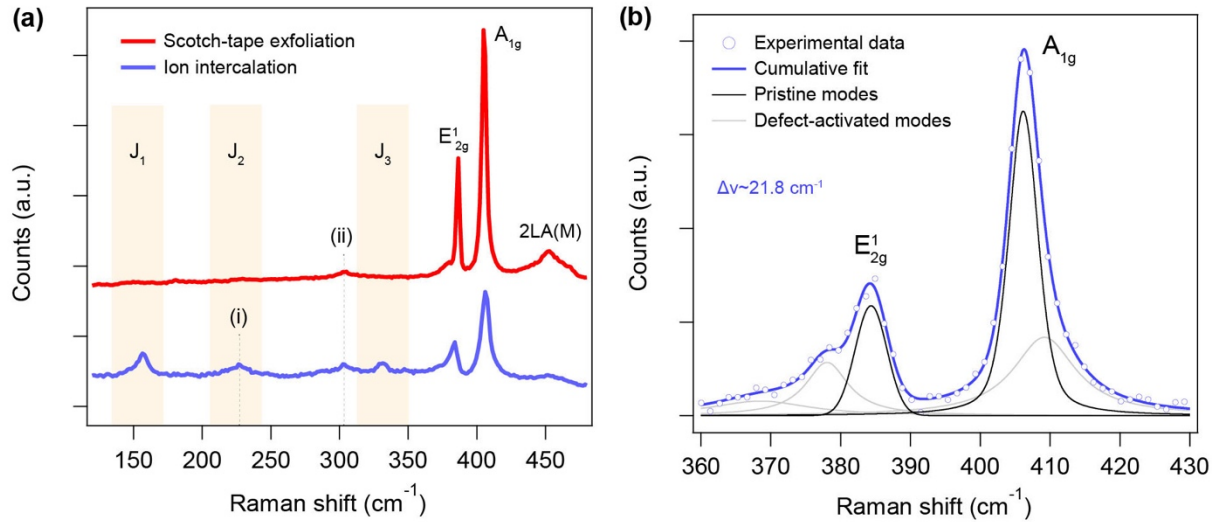 (a)
Counts (a.u.)
Scotch-tape exfoliation
Ion intercalation
J₁
J₂
J₃
(i)
(ii)
E¹₂g
A₁g
2LA(M)
150 200 250 300 350 400 450
Raman shift (cm⁻¹)
(b)
Counts (a.u.)
Experimental data
Cumulative fit
Pristine modes
Defect-activated modes
Δv~21.8 cm⁻¹
E¹₂g
A₁g
360 370 380 390 400 410 420 430
Raman shift (cm⁻¹)